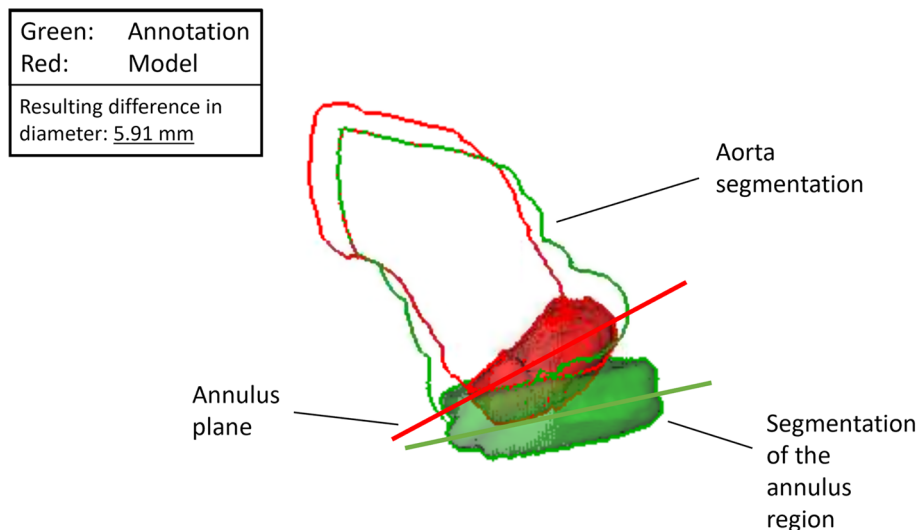 Green: Annotation
Red: Model
Resulting difference in
diameter: 5.91 mm
Aorta
segmentation
Annulus
plane
Segmentation
of the
annulus
region